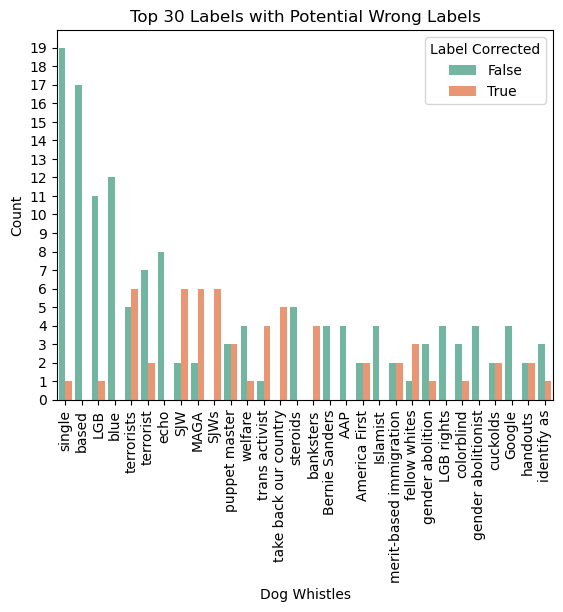 Top 30 Labels with Potential Wrong Labels
Label Corrected
False
True
Count
19
18
17
16
15
14
13
12
11
10
9
8
7
6
5
4
3
2
1
0
single
based
LGB
blue
terrorists
terrorist
echo
SJW
MAGA
SJWs
puppet master
welfare
trans activist
take back our country
steroids
banksters
Bernie Sanders
AAP
America First
Islamist
merit-based immigration
fellow whites
gender abolition
LGB rights
colorblind
gender abolitionist
cuckolds
Google
handouts
identify as
Dog Whistles